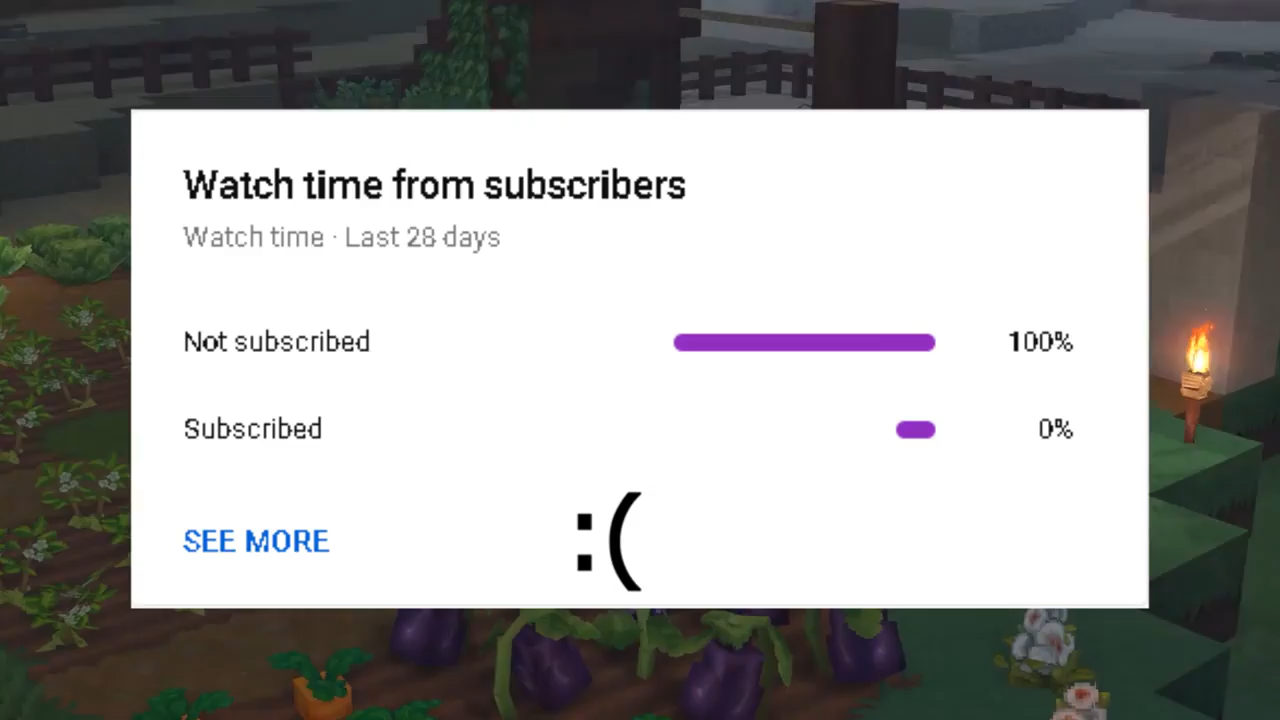 Watch time from subscribers
Watch time · Last 28 days
Not subscribed 100%
Subscribed 0%
SEE MORE :(